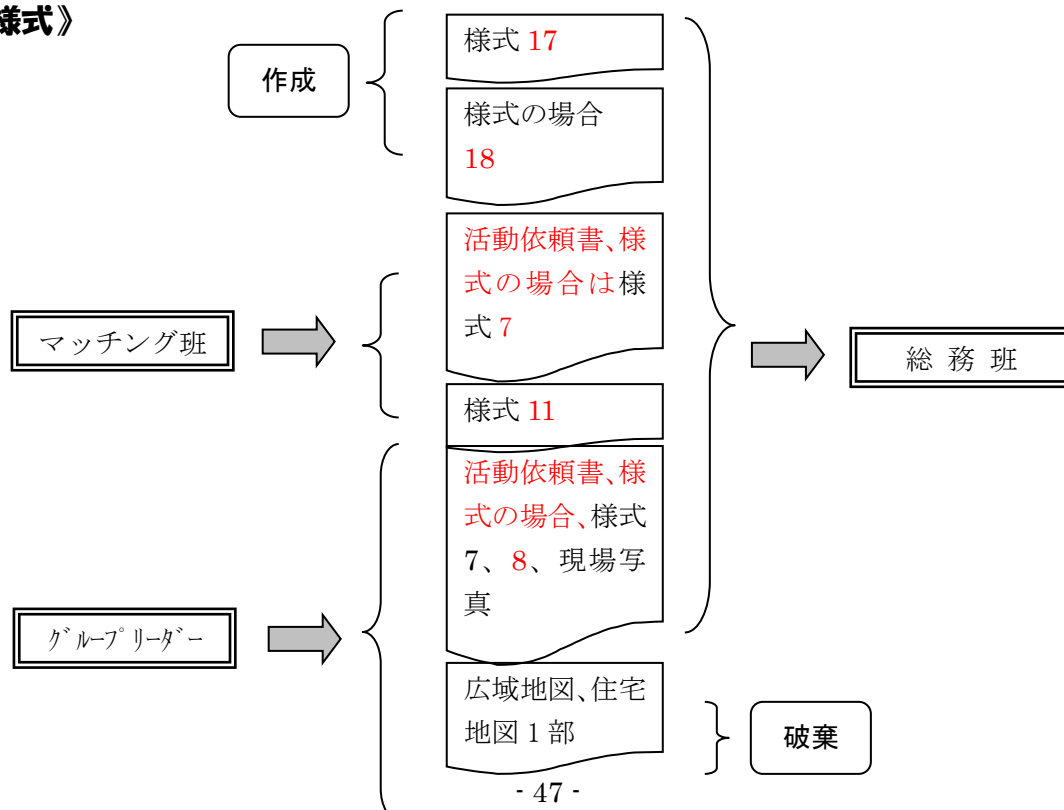 様式》
作成
様式 17
様式の場合
18
活動依頼書、様
式の場合は様
式 7
マッチング班
総 務 班
様式 11
活動依頼書、様
式の場合、様式
7、8、現場写
真
グループリーダー
広域地図、住宅
地図 1 部
破棄
- 47 -